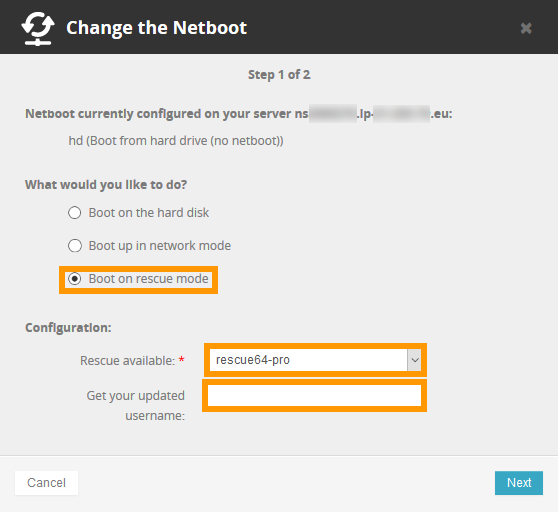 Change the Netboot
Step 1 of 2
Netboot currently configured on your server ns .ip- .eu:
hd (Boot from hard drive (no netboot))
What would you like to do?
Boot on the hard disk
Boot up in network mode
Boot on rescue mode
Configuration:
Rescue available: *
rescue64-pro
Get your updated
username:
Cancel
Next